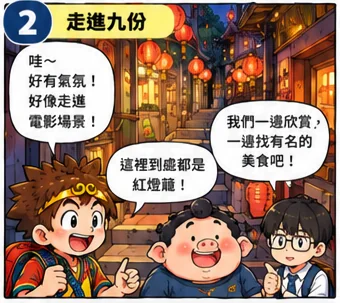 2 走進九份
哇～
好有氣氛！
好像走進
電影場景！
這裡到處都是
紅燈籠！
我們一邊欣賞，
一邊找有名的
美食吧！